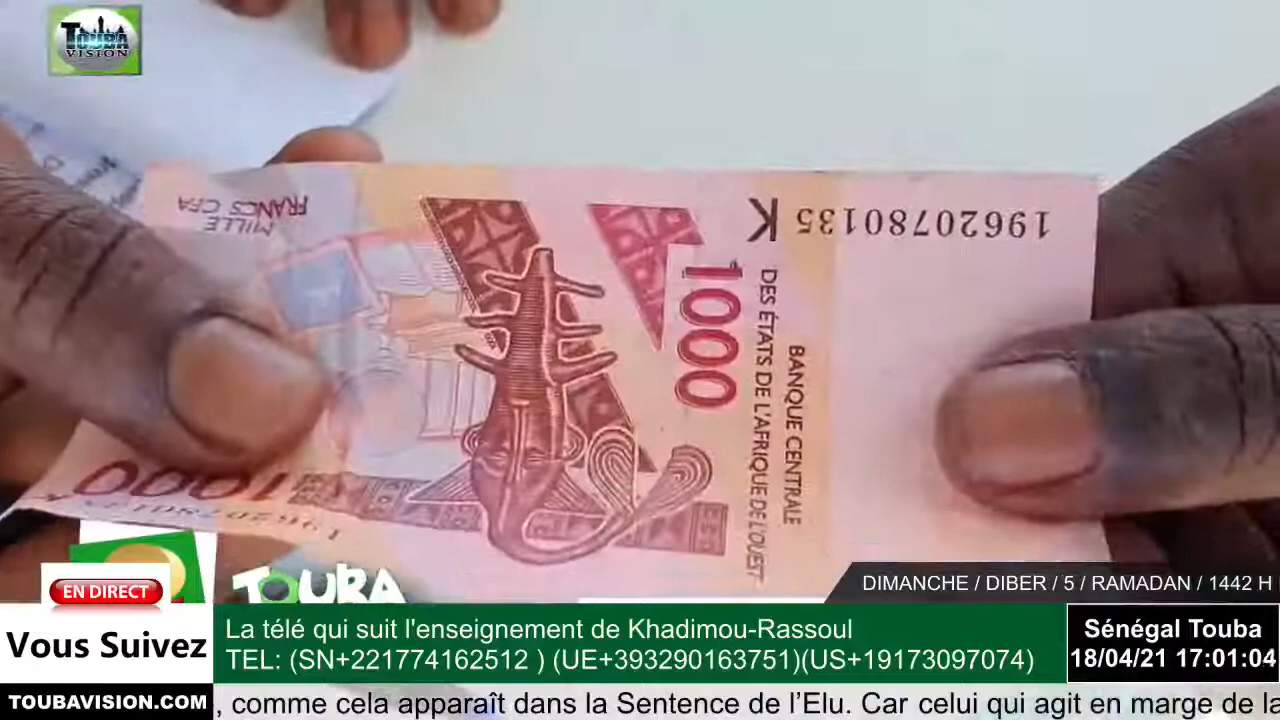 TOUBA
VISION
MILLE
FRANCS CFA
19620780135 K
1000
BANQUE CENTRALE
DES ÉTATS DE L'AFRIQUE DE L'OUEST
1000
19620780135 K
TOUBA
DIMANCHE / DIBER / 5 / RAMADAN / 1442 H
EN DIRECT
Vous Suivez
La télé qui suit l'enseignement de Khadimou-Rassoul
TEL: (SN+221774162512 ) (UE+393290163751)(US+19173097074)
Sénégal Touba
18/04/21 17:01:04
TOUBAVISION.COM
, comme cela apparaît dans la Sentence de l’Elu. Car celui qui agit en marge de la